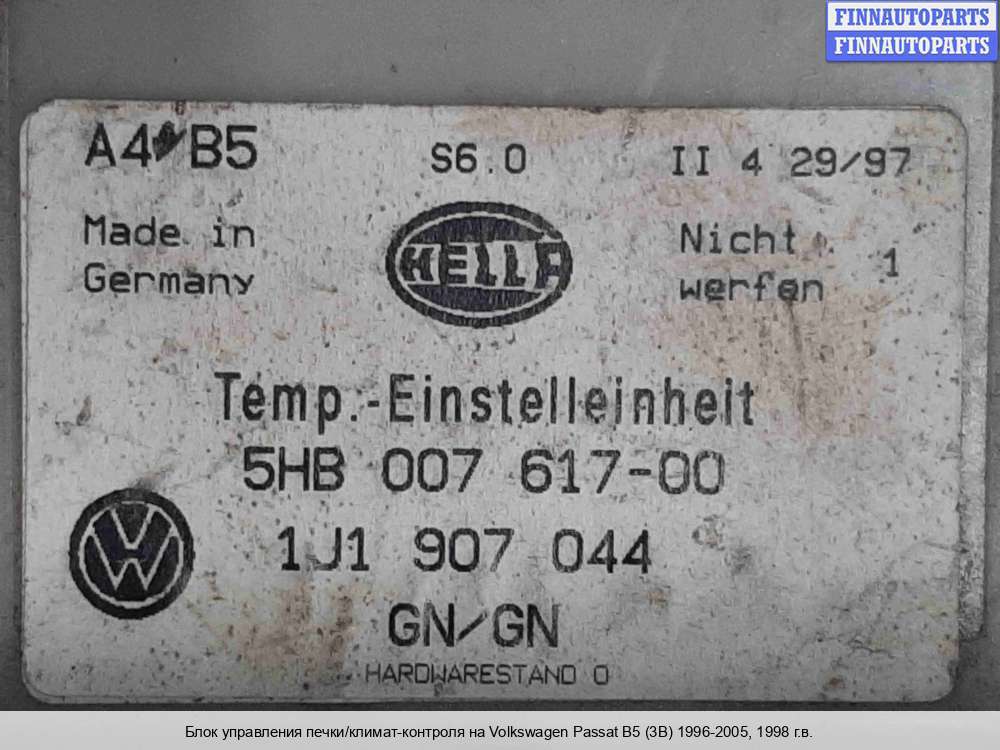 FINNAUTOPARTS
FINNAUTOPARTS
A4/B5 S6.0 II 4 29/97
Made in Germany
HELLA
Nicht werfen 1
Temp.-Einstelleinheit
5HB 007 617-00
VW
1J1 907 044
GN/GN
HARDWARESTAND 0
Блок управления печки/климат-контроля на Volkswagen Passat B5 (3B) 1996-2005, 1998 г.в.